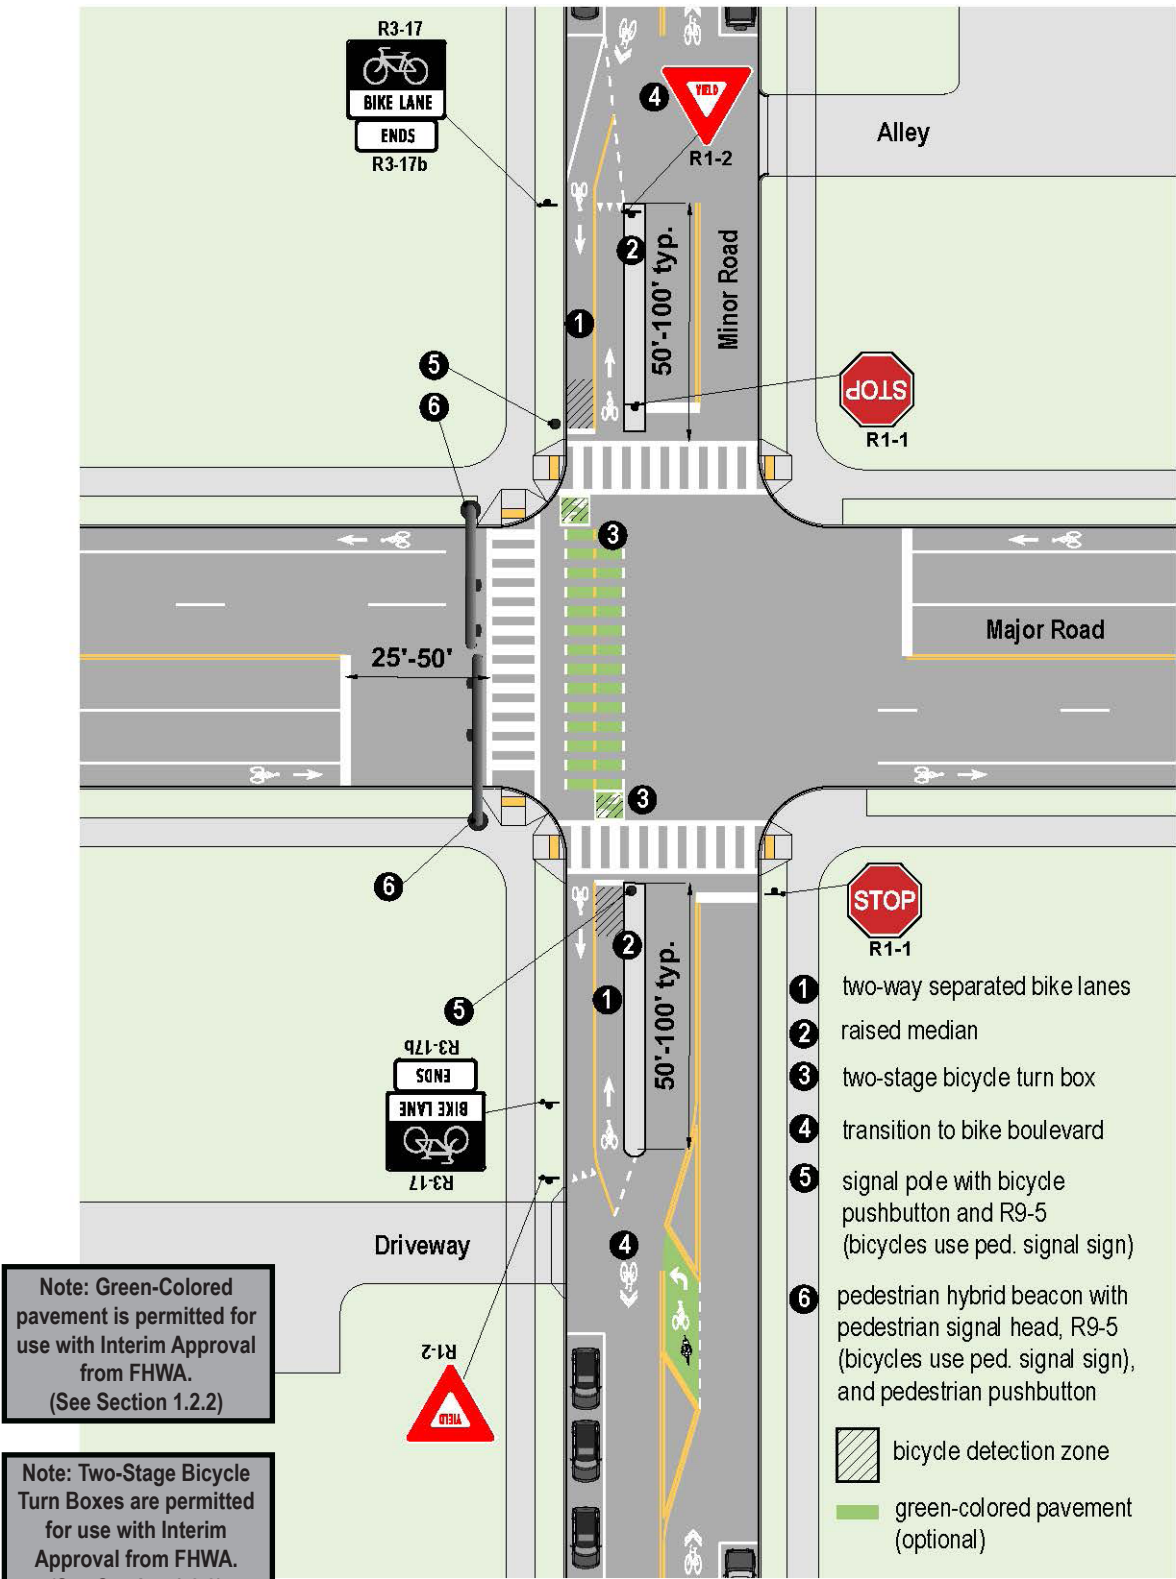 R3-17
BIKE LANE
ENDS
R3-17b
4
YIELD
R1-2
Alley
2
50'-100' typ.
Minor Road
1
5
6
STOP
R1-1
3
Major Road
25'-50'
3
6
STOP
R1-1
2
1
50'-100' typ.
5
R3-17b
ENDS
BIKE LANE
R3-17
Driveway
4
R1-2
YIELD
1 two-way separated bike lanes
2 raised median
3 two-stage bicycle turn box
4 transition to bike boulevard
5 signal pole with bicycle
pushbutton and R9-5
(bicycles use ped. signal sign)
6 pedestrian hybrid beacon with
pedestrian signal head, R9-5
(bicycles use ped. signal sign),
and pedestrian pushbutton
bicycle detection zone
green-colored pavement
(optional)
Note: Green-Colored
pavement is permitted for
use with Interim Approval
from FHWA.
(See Section 1.2.2)
Note: Two-Stage Bicycle
Turn Boxes are permitted
for use with Interim
Approval from FHWA.